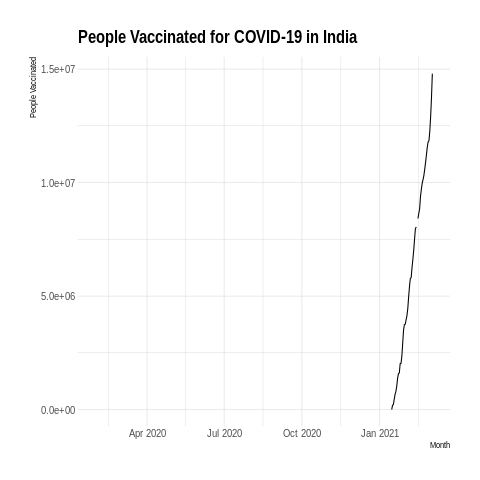 People Vaccinated for COVID-19 in India
People Vaccinated
1.5e+07
1.0e+07
5.0e+06
0.0e+00
Apr 2020 Jul 2020 Oct 2020 Jan 2021
Month